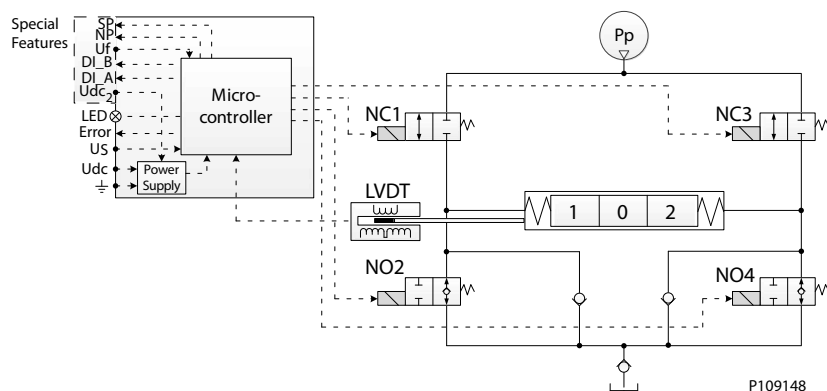 Special
Features
SP
NP
Uf
DI_B
DI_A
Udc2
LED
Error
US
Udc
Micro-
controller
Power
Supply
Pp
NC1
NC3
LVDT
1 0 2
NO2
NO4
P109148